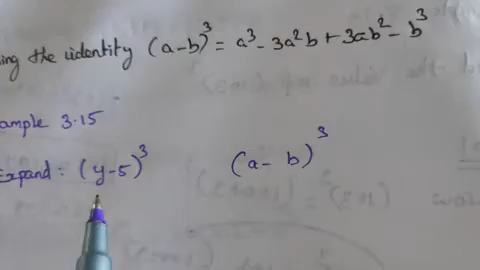 ing the identity (a-b)³ = a³ - 3a²b + 3ab² - b³
ample 3.15
Expand : (y-5)³ (a- b)³